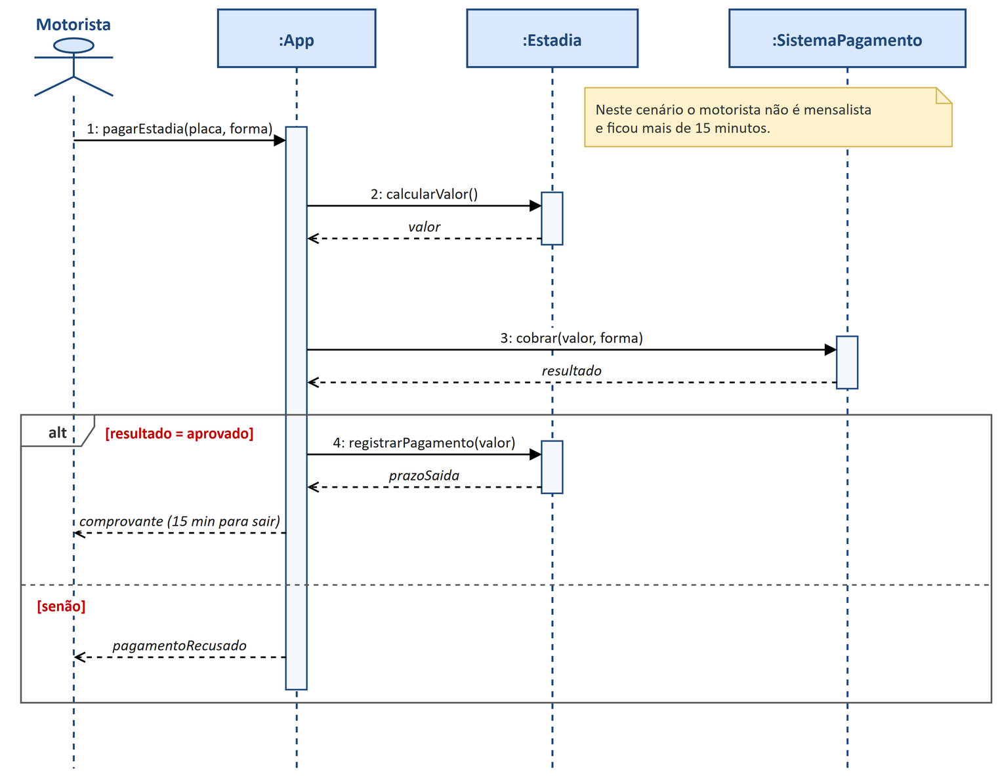 Motorista
:App
:Estadia
:SistemaPagamento
Neste cenário o motorista não é mensalista
e ficou mais de 15 minutos.
1: pagarEstadia(placa, forma)
2: calcularValor()
valor
3: cobrar(valor, forma)
resultado
alt
[resultado = aprovado]
4: registrarPagamento(valor)
prazoSaida
comprovante (15 min para sair)
[senão]
pagamentoRecusado